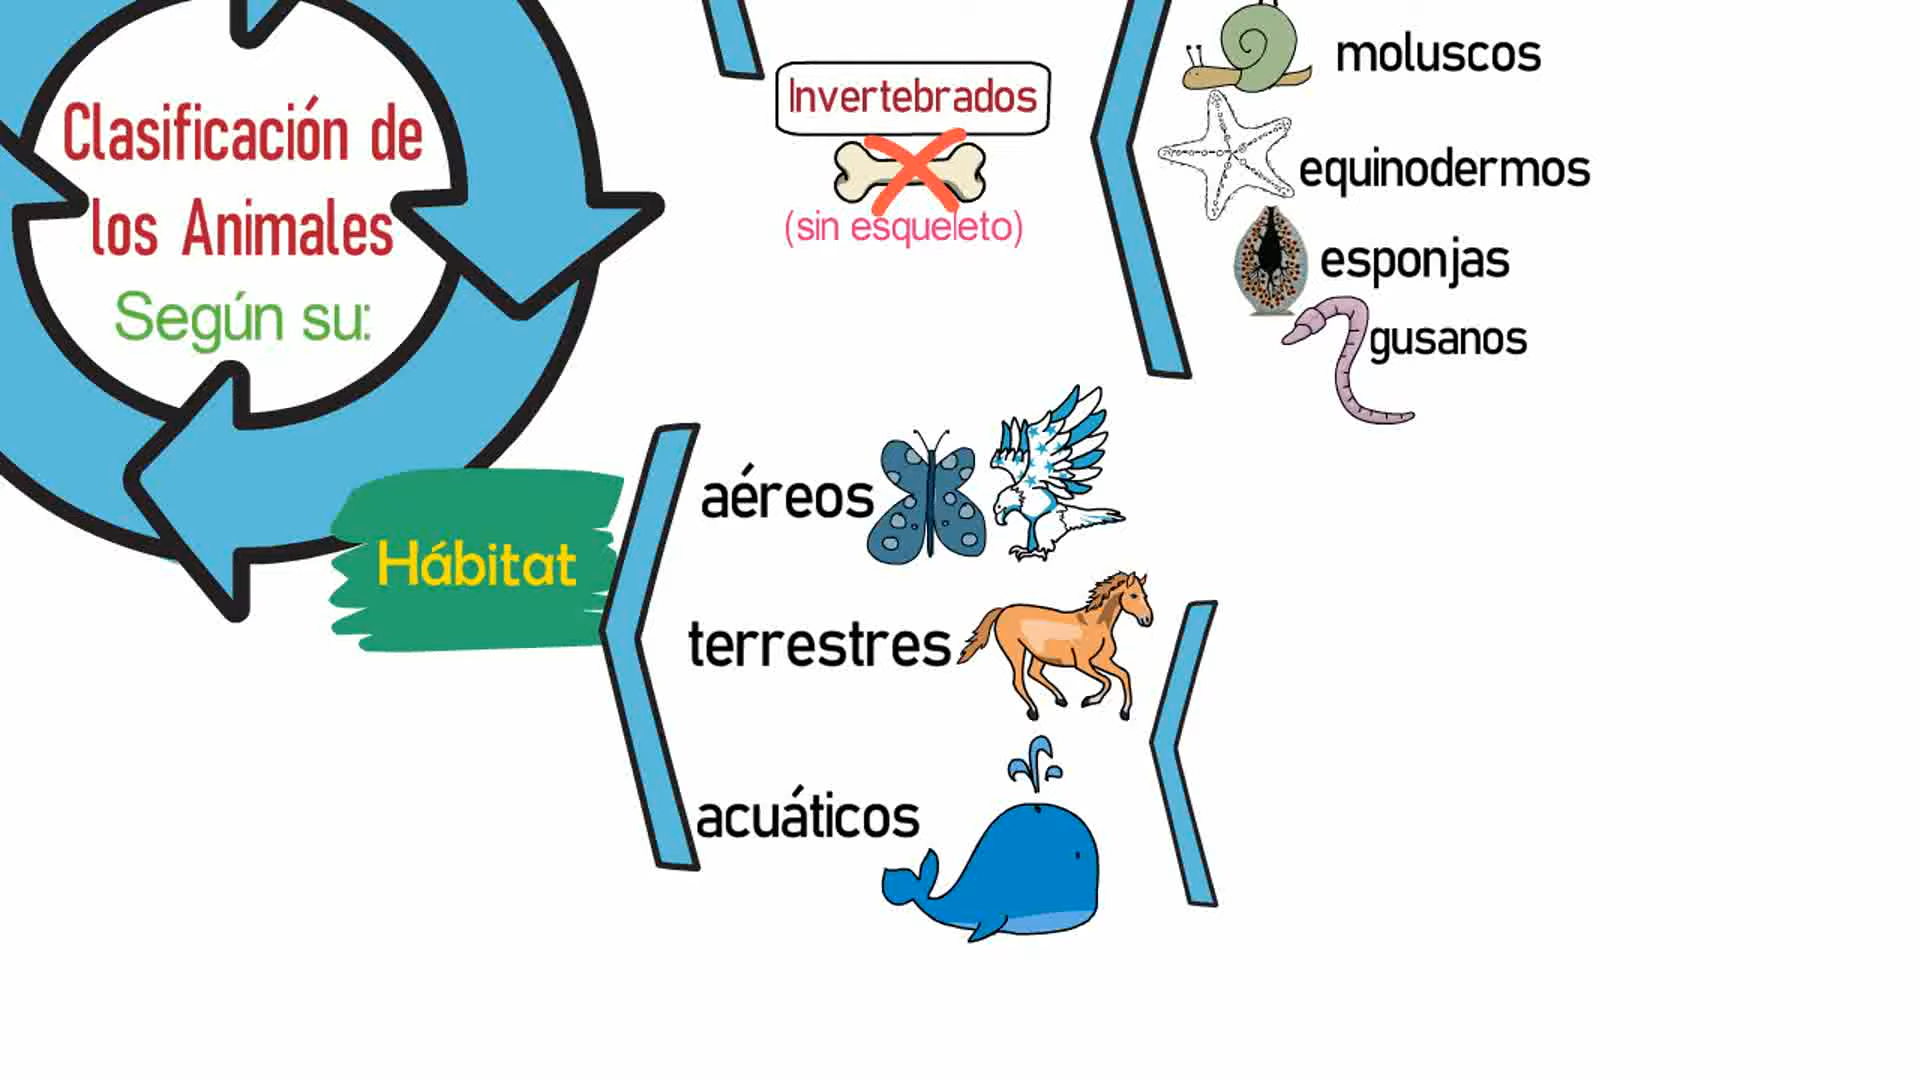 Clasificación de
los Animales
Según su:
Invertebrados
(sin esqueleto)
moluscos
equinodermos
esponjas
gusanos
Hábitat
aéreos
terrestres
acuáticos